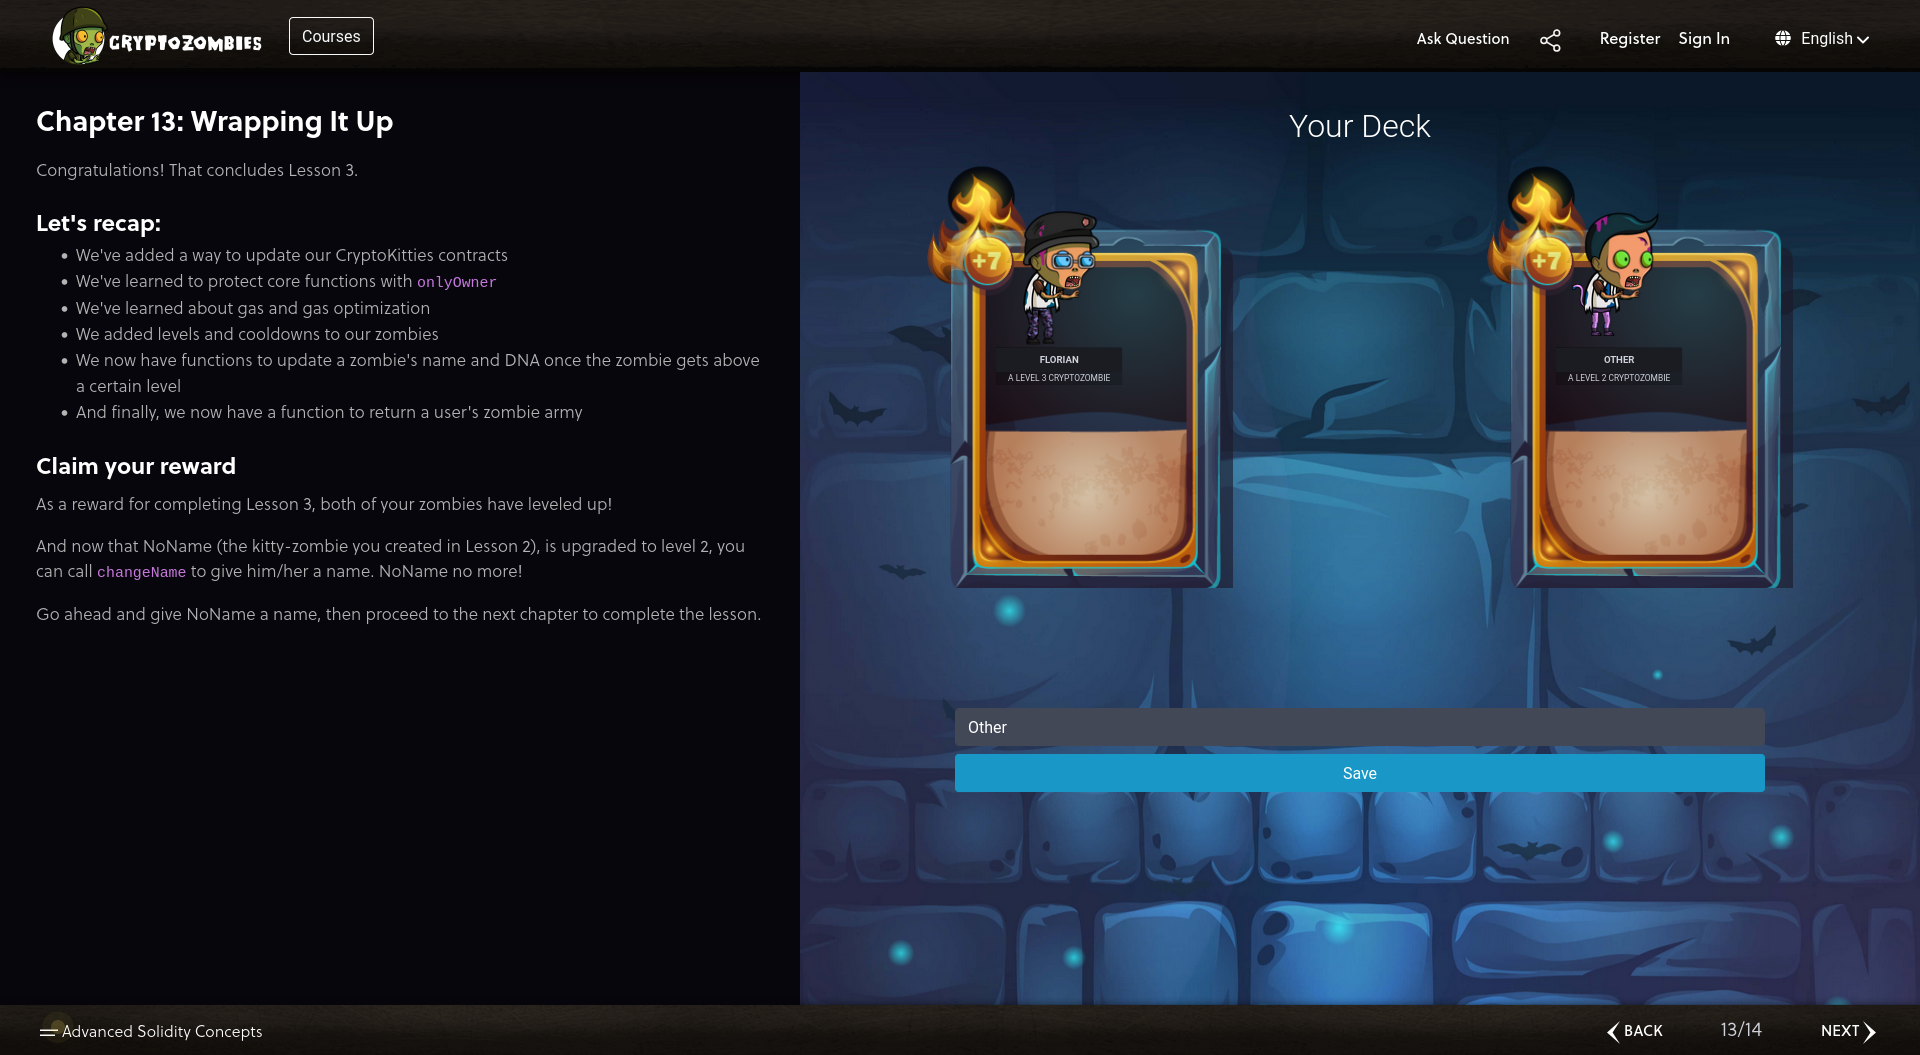 CRYPTOZOMBIES
Courses
Ask Question
Register
Sign In
English
Chapter 13: Wrapping It Up
Congratulations! That concludes Lesson 3.
Let's recap:
We've added a way to update our CryptoKitties contracts
We've learned to protect core functions with onlyOwner
We've learned about gas and gas optimization
We added levels and cooldowns to our zombies
We now have functions to update a zombie's name and DNA once the zombie gets above
a certain level
And finally, we now have a function to return a user's zombie army
Claim your reward
As a reward for completing Lesson 3, both of your zombies have leveled up!
And now that NoName (the kitty-zombie you created in Lesson 2), is upgraded to level 2, you
can call changeName to give him/her a name. NoName no more!
Go ahead and give NoName a name, then proceed to the next chapter to complete the lesson.
Your Deck
+7
FLORIAN
A LEVEL 3 CRYPTOZOMBIE
+7
OTHER
A LEVEL 2 CRYPTOZOMBIE
Other
Save
Advanced Solidity Concepts
BACK
13/14
NEXT